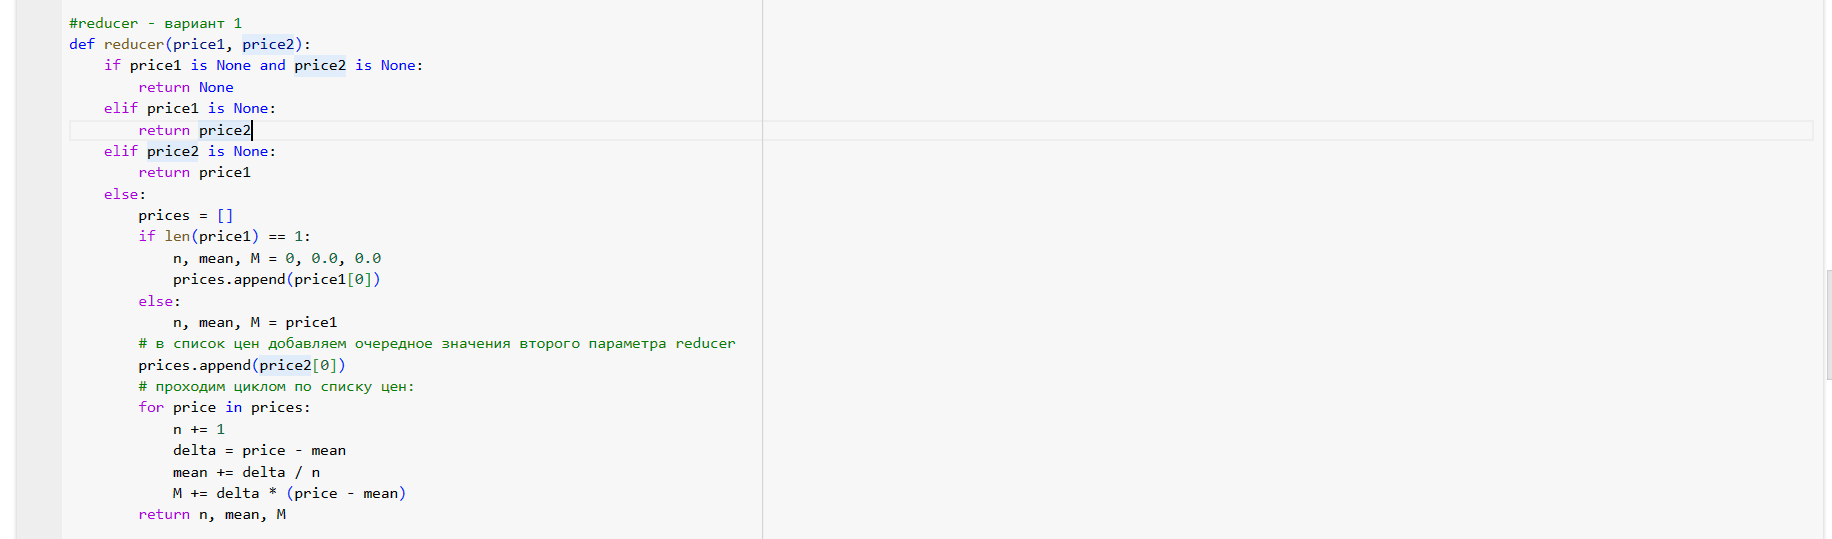 #reducer - вариант 1
def reducer(price1, price2):
    if price1 is None and price2 is None:
        return None
    elif price1 is None:
        return price2
    elif price2 is None:
        return price1
    else:
        prices = []
        if len(price1) == 1:
            n, mean, M = 0, 0.0, 0.0
            prices.append(price1[0])
        else:
            n, mean, M = price1
        # в список цен добавляем очередное значения второго параметра reducer
        prices.append(price2[0])
        # проходим циклом по списку цен:
        for price in prices:
            n += 1
            delta = price - mean
            mean += delta / n
            M += delta * (price - mean)
        return n, mean, M